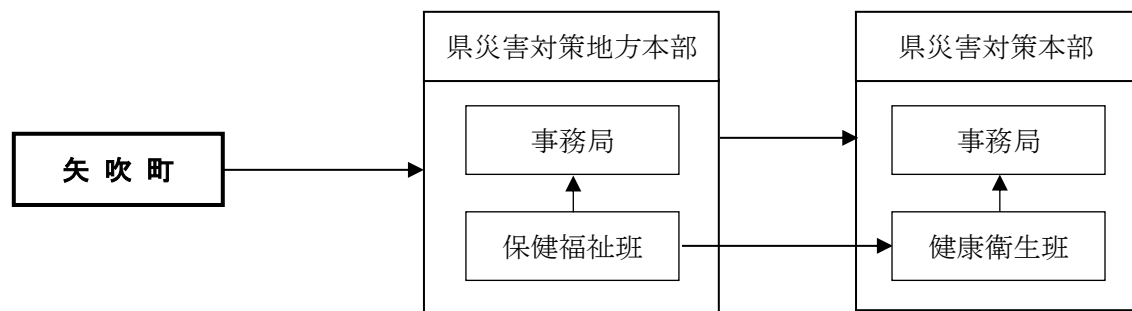 県災害対策地方本部
県災害対策本部
事務局
事務局
矢吹町
保健福祉班
健康衛生班